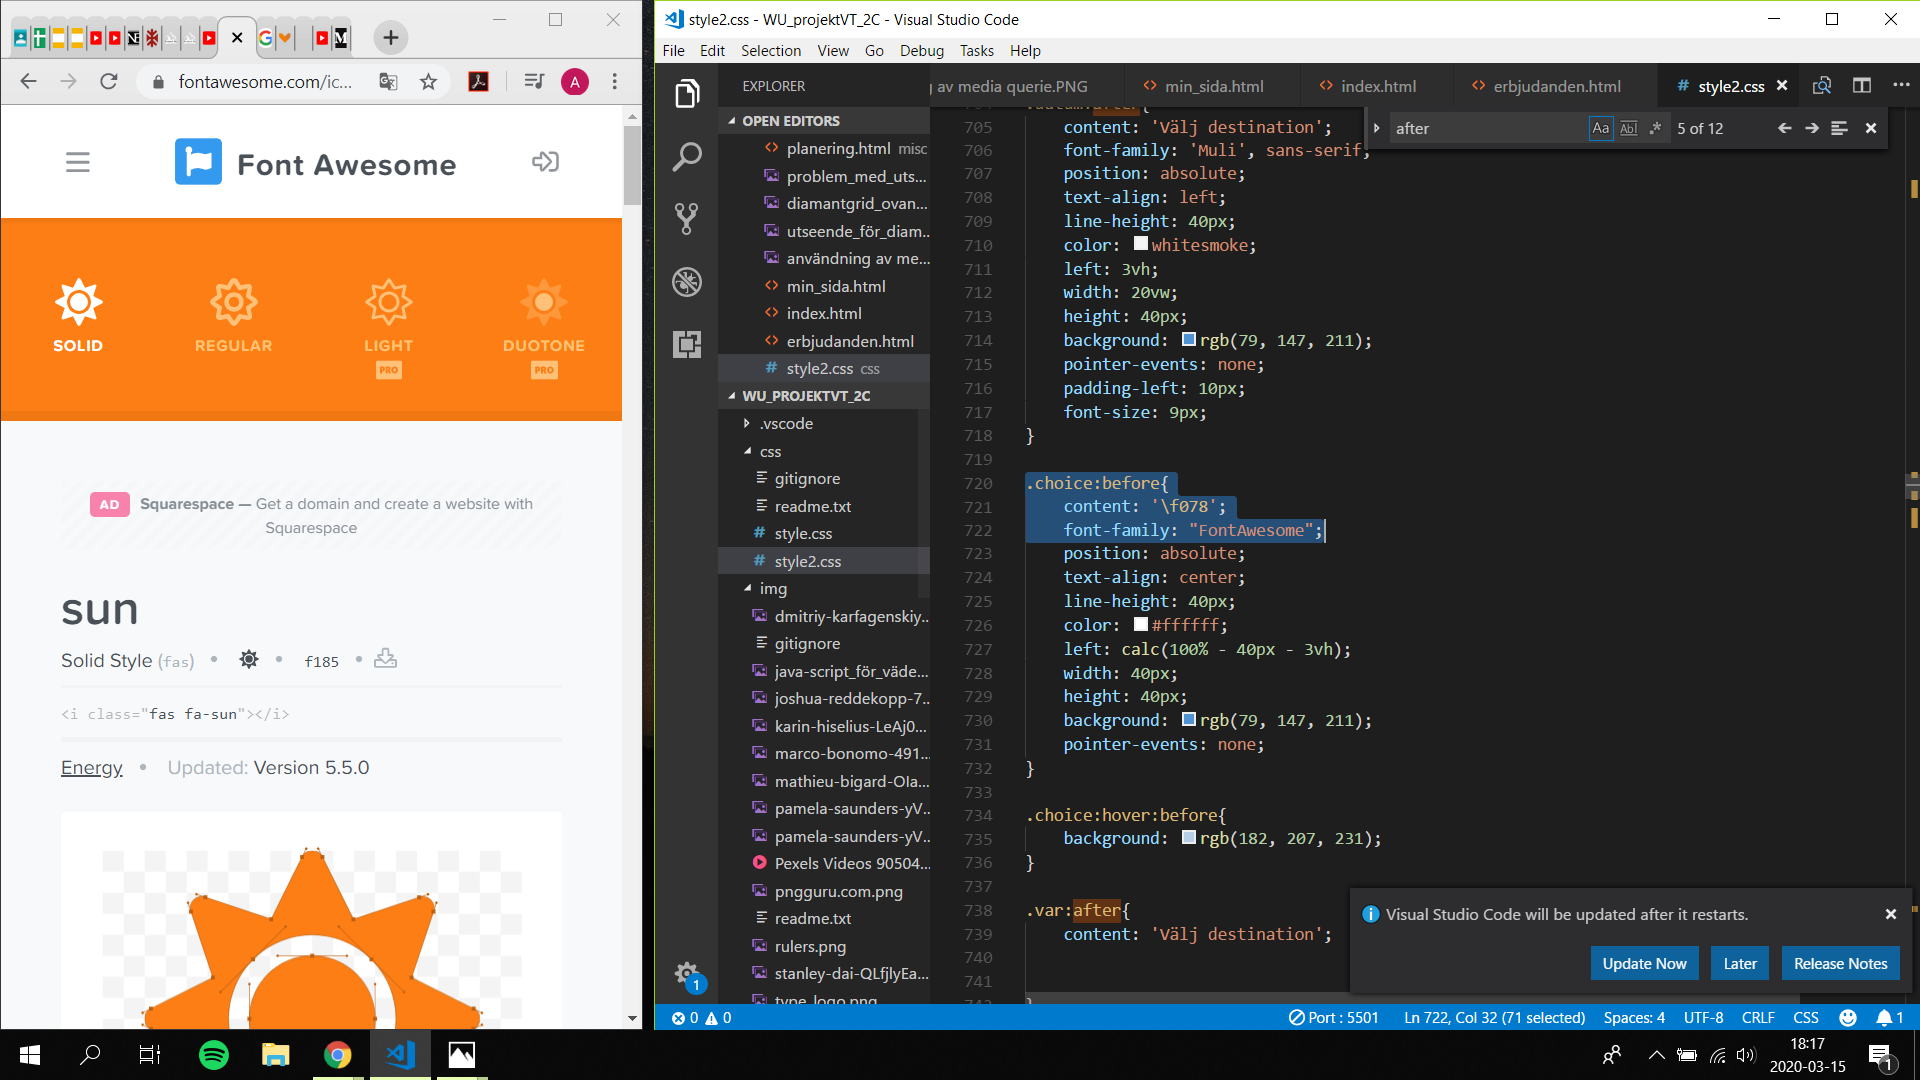 fontawesome.com/ic...
A
Font Awesome
SOLID
REGULAR
LIGHT
PRO
DUOTONE
PRO
AD
Squarespace — Get a domain and create a website with
Squarespace
sun
Solid Style (fas) • • f185 •
<i class="fas fa-sun"></i>
Energy • Updated: Version 5.5.0
style2.css - WU_projektVT_2C - Visual Studio Code
File Edit Selection View Go Debug Tasks Help
EXPLORER
OPEN EDITORS
planering.html misc
problem_med_uts...
diamantgrid_ovan...
utseende_för_diam...
användning av me...
min_sida.html
index.html
erbjudanden.html
style2.css css
WU_PROJEKTVT_2C
.vscode
css
gitignore
readme.txt
style.css
style2.css
img
dmitriy-karfagenskiy...
gitignore
java-script_för_väde...
joshua-reddekopp-7...
karin-hiselius-LeAj0...
marco-bonomo-491...
mathieu-bigard-OIa...
pamela-saunders-yV...
pamela-saunders-yV...
Pexels Videos 90504...
pngguru.com.png
readme.txt
rulers.png
stanley-dai-QLfjlyEa...
type_logo.png
1
av media querie.PNG
min_sida.html
index.html
erbjudanden.html
style2.css
after
Aa
Abl
5 of 12
705 content: 'Välj destination';
706 font-family: 'Muli', sans-serif;
707 position: absolute;
708 text-align: left;
709 line-height: 40px;
710 color: whitesmoke;
711 left: 3vh;
712 width: 20vw;
713 height: 40px;
714 background: rgb(79, 147, 211);
715 pointer-events: none;
716 padding-left: 10px;
717 font-size: 9px;
718 }
719
720 .choice:before{
721 content: '\f078';
722 font-family: "FontAwesome";
723 position: absolute;
724 text-align: center;
725 line-height: 40px;
726 color: #ffffff;
727 left: calc(100% - 40px - 3vh);
728 width: 40px;
729 height: 40px;
730 background: rgb(79, 147, 211);
731 pointer-events: none;
732 }
733
734 .choice:hover:before{
735 background: rgb(182, 207, 231);
736 }
737
738 .var:after{
739 content: 'Välj destination';
740
741
Visual Studio Code will be updated after it restarts.
Update Now
Later
Release Notes
0 0
Port : 5501
Ln 722, Col 32 (71 selected)
Spaces: 4
UTF-8
CRLF
CSS
1
18:17
2020-03-15
1